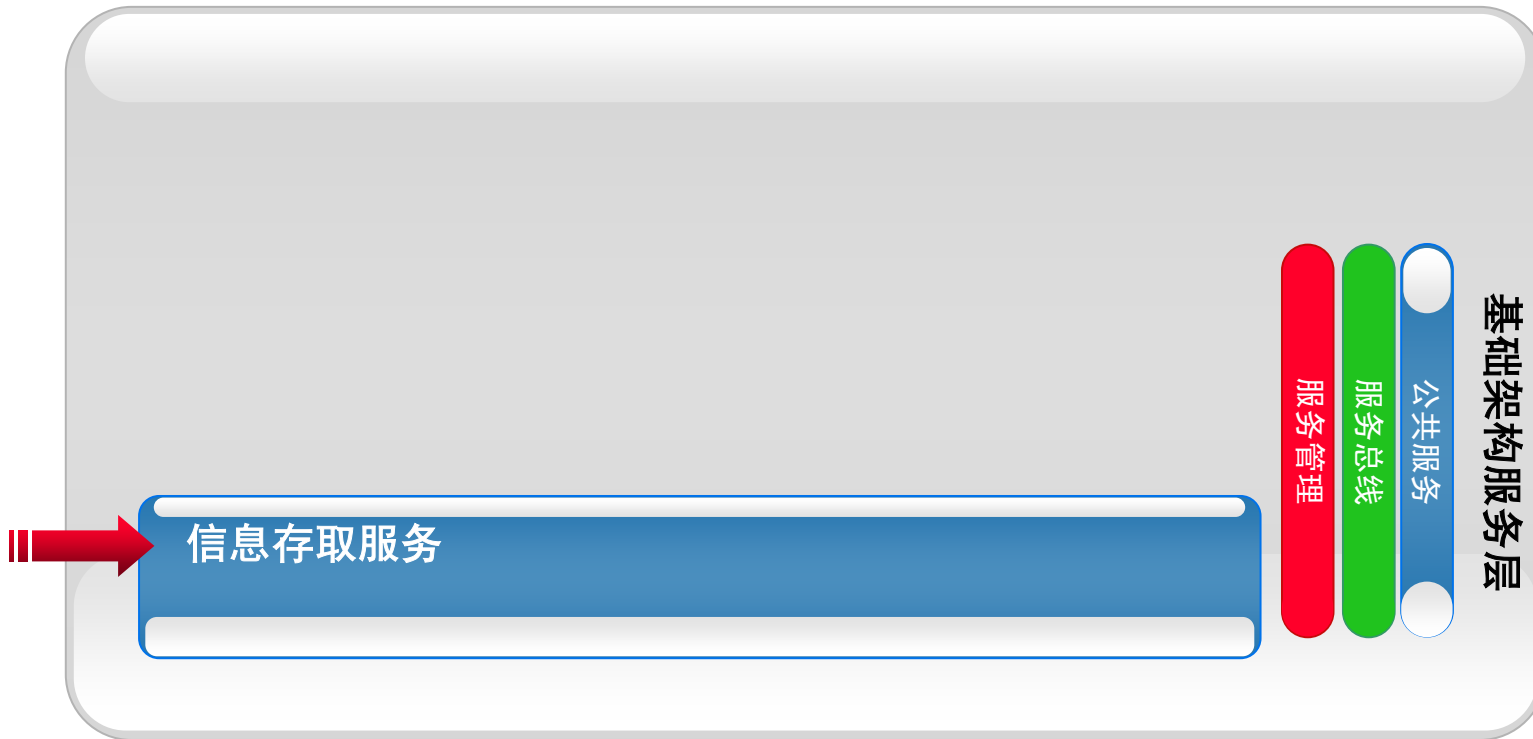 信息存取服务
服务管理
服务总线
公共服务
基础架构服务层